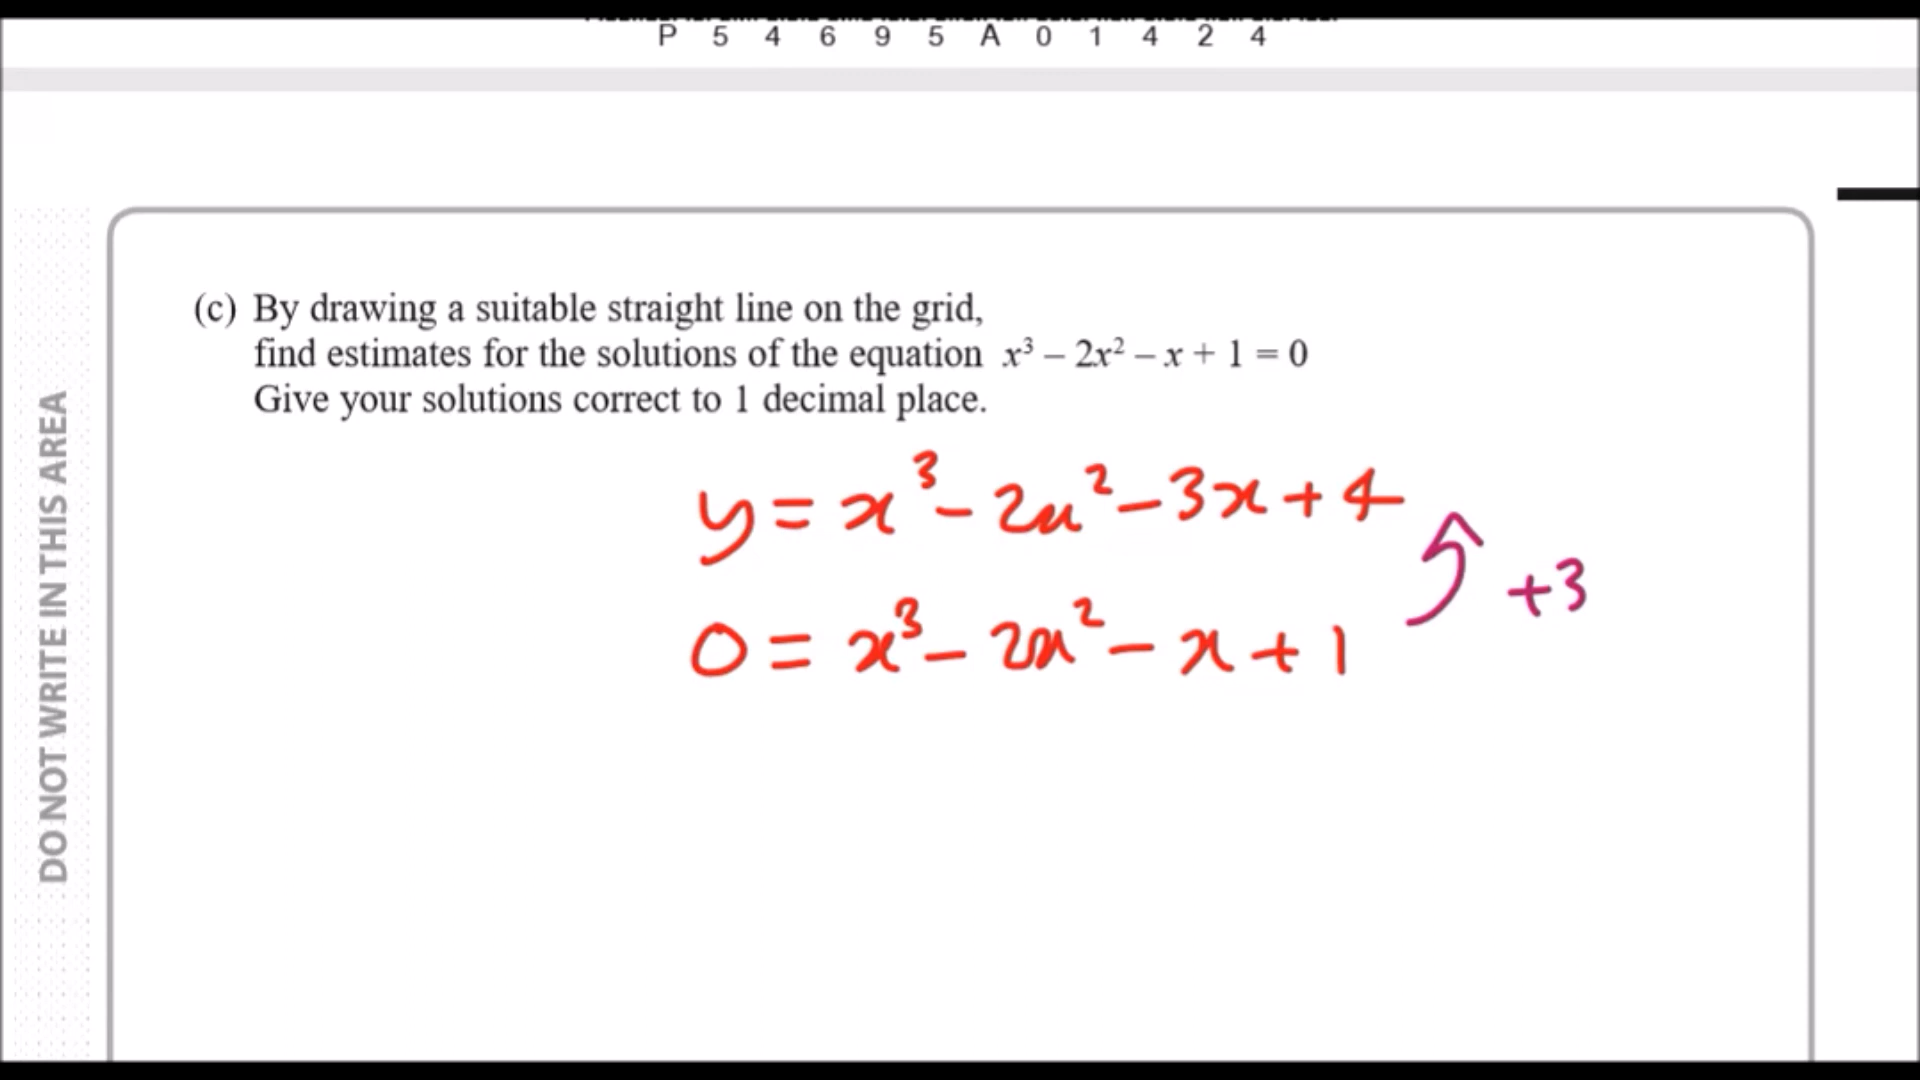 P 5 4 6 9 5 A 0 1 4 2 4
DO NOT WRITE IN THIS AREA
(c) By drawing a suitable straight line on the grid,
find estimates for the solutions of the equation x³ – 2x² – x + 1 = 0
Give your solutions correct to 1 decimal place.
y = x³ - 2x² - 3x + 4
+3
0 = x³ - 2x² - x + 1